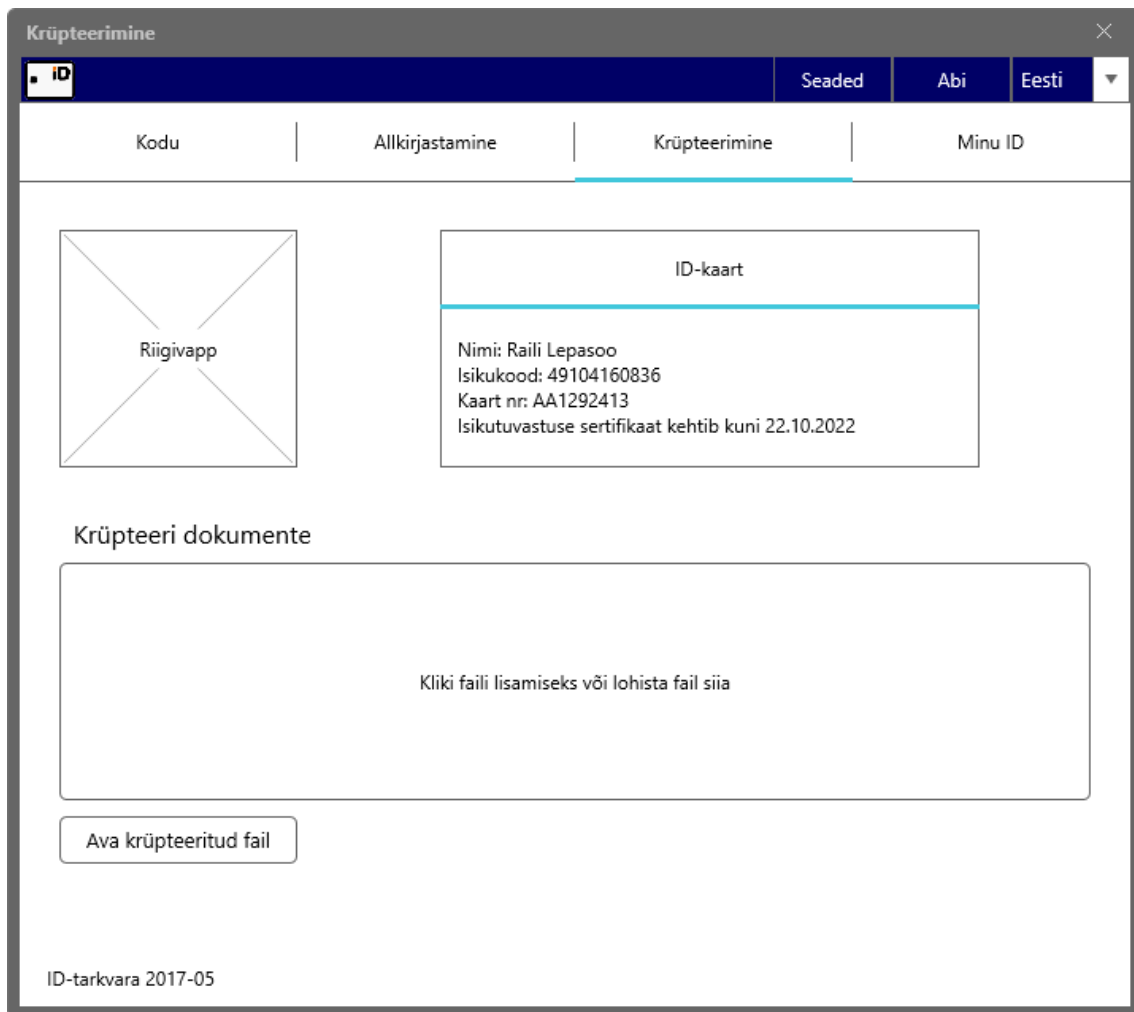 Krüpteerimine
iD
Seaded
Abi
Eesti
Kodu
Allkirjastamine
Krüpteerimine
Minu ID
Riigivapp
ID-kaart
Nimi: Raili Lepasoo
Isikukood: 49104160836
Kaart nr: AA1292413
Isikutuvastuse sertifikaat kehtib kuni 22.10.2022
Krüpteeri dokumente
Kliki faili lisamiseks või lohista fail siia
Ava krüpteeritud fail
ID-tarkvara 2017-05